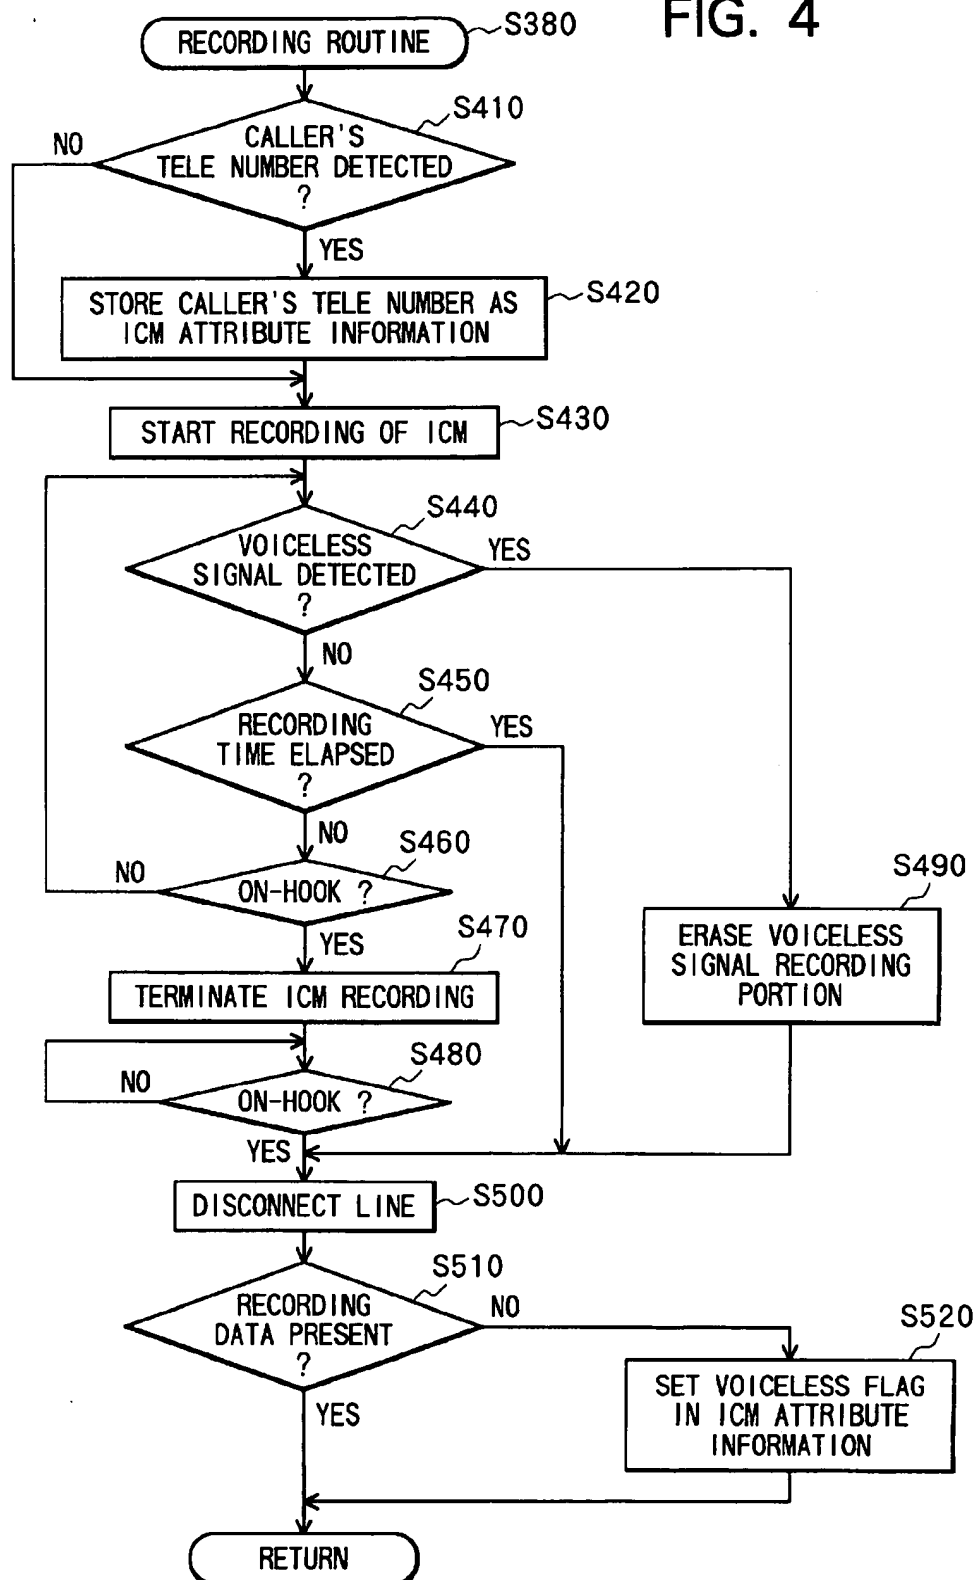 FIG. 4
RECORDING ROUTINE
S380
S410
CALLER'S
TELE NUMBER DETECTED
?
NO
YES
STORE CALLER'S TELE NUMBER AS
ICM ATTRIBUTE INFORMATION
S420
START RECORDING OF ICM
S430
S440
VOICELESS
SIGNAL DETECTED
?
YES
NO
S450
RECORDING
TIME ELAPSED
?
YES
NO
S460
ON-HOOK ?
NO
YES
S490
ERASE VOICELESS
SIGNAL RECORDING
PORTION
S470
TERMINATE ICM RECORDING
S480
ON-HOOK ?
NO
YES
DISCONNECT LINE
S500
S510
RECORDING
DATA PRESENT
?
NO
YES
S520
SET VOICELESS FLAG
IN ICM ATTRIBUTE
INFORMATION
RETURN